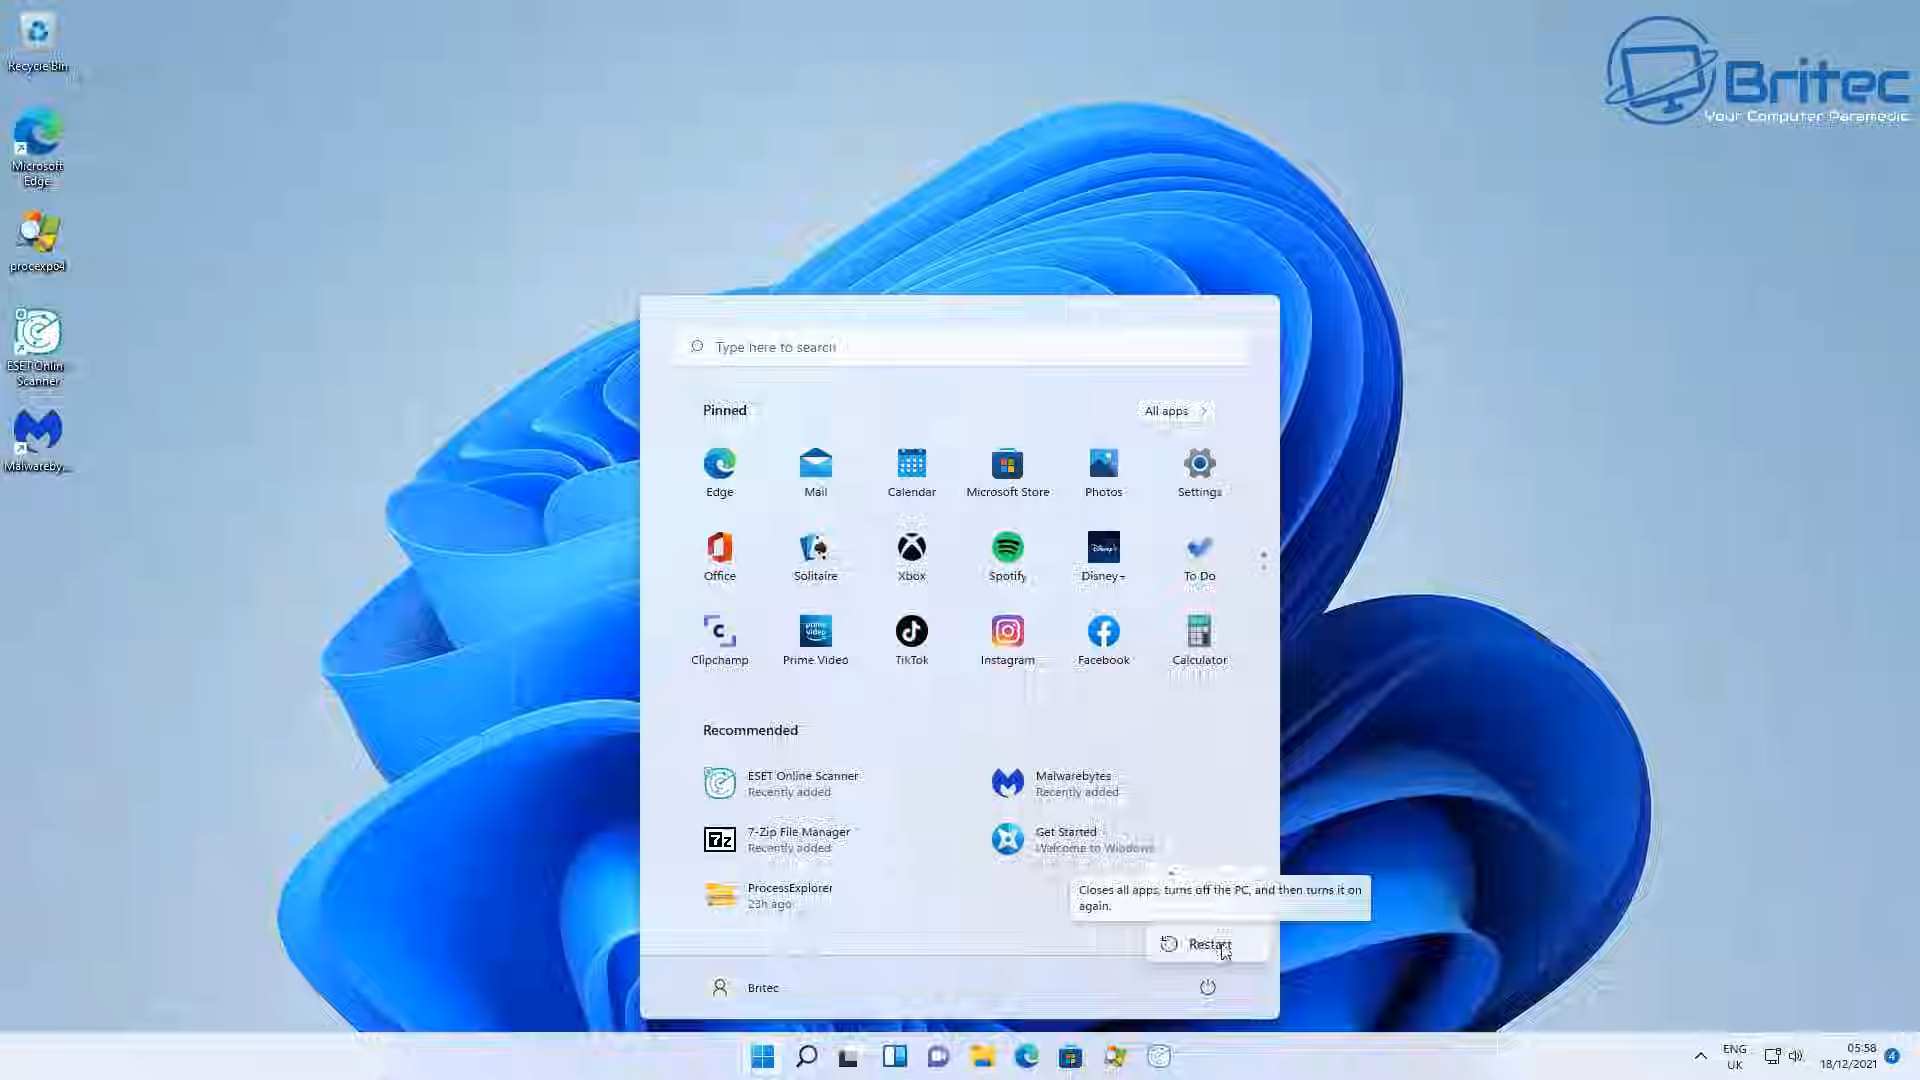 Recycle Bin
Microsoft
Edge
procexp64
ESET Onlin...
Scanner
Malwareby...
Britec
Your Computer Paramedic
Type here to search
Pinned
All apps
Edge
Mail
Calendar
Microsoft Store
Photos
Settings
Office
Solitaire
Xbox
Spotify
Disney+
To Do
Clipchamp
Prime Video
TikTok
Instagram
Facebook
Calculator
Recommended
ESET Online Scanner
Recently added
Malwarebytes
Recently added
7-Zip File Manager
Recently added
Get Started
Welcome to Windows
ProcessExplorer
23h ago
Closes all apps, turns off the PC, and then turns it on
again.
Restart
Britec
ENG
UK
05:58
18/12/2021
4